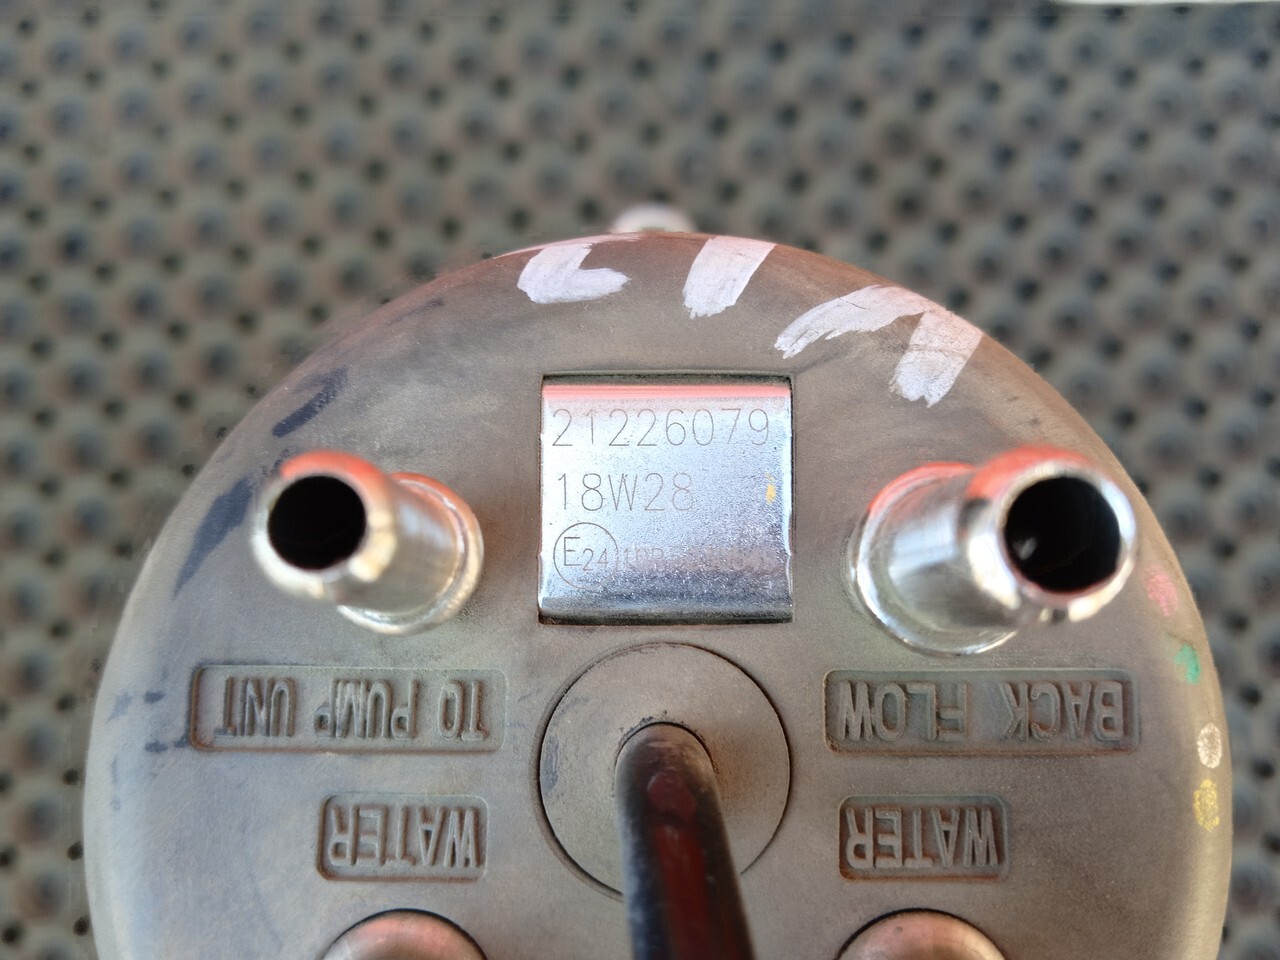 21226079
18W28
E24
TO PUMP UNIT
BACK FLOW
WATER
WATER